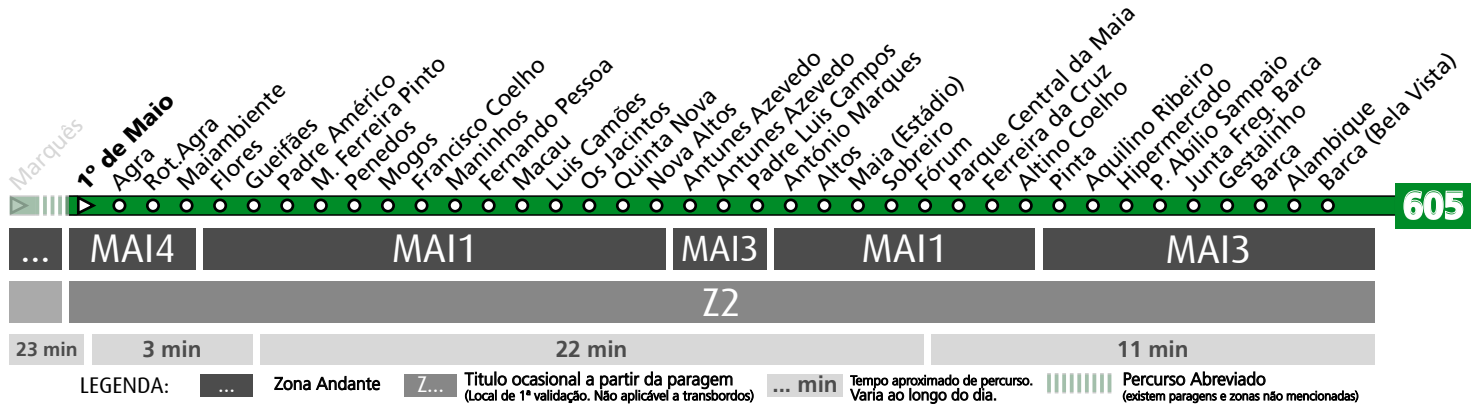 Marquês
1º de Maio
Agra
Rot.Agra
Maiambiente
Flores
Gueifães
Padre Américo
M. Ferreira Pinto
Penedos
Mogos
Francisco Coelho
Maninhos
Fernando Pessoa
Macau
Luis Camões
Os Jacintos
Quinta Nova
Nova Altos
Antunes Azevedo
Antunes Azevedo
Padre Luis Campos
António Marques
Altos
Maia (Estádio)
Sobreiro
Fórum
Parque Central da Maia
Ferreira da Cruz
Altino Coelho
Pinta
Aquilino Ribeiro
Hipermercado
P. Abílio Sampaio
Junta Freg. Barca
Gestalinho
Barca
Alambique
Barca (Bela Vista)
605
... MAI4 MAI1 MAI3 MAI1 MAI3
Z2
23 min 3 min 22 min 11 min
LEGENDA:
... Zona Andante
Z... Titulo ocasional a partir da paragem
(Local de 1ª validação. Não aplicável a transbordos)
... min Tempo aproximado de percurso.
Varia ao longo do dia.
Percurso Abreviado
(existem paragens e zonas não mencionadas)